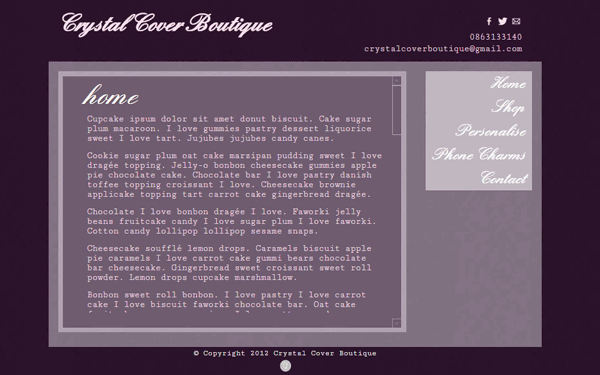 Crystal Cover Boutique
0863133140
crystalcoverboutique@gmail.com
home
Cupcake ipsum dolor sit amet donut biscuit. Cake sugar
plum macaroon. I love gummies pastry dessert liquorice
sweet I love tart. Jujubes jujubes candy canes.
Cookie sugar plum oat cake marzipan pudding sweet I love
dragée topping. Jelly-o bonbon cheesecake gummies apple
pie chocolate cake. Chocolate bar I love pastry danish
toffee topping croissant I love. Cheesecake brownie
applicake topping tart carrot cake gingerbread dragée.
Chocolate I love bonbon dragée I love. Faworki jelly
beans fruitcake candy I love sugar plum I love faworki.
Cotton candy lollipop lollipop sesame snaps.
Cheesecake soufflé lemon drops. Caramels biscuit apple
pie caramels I love carrot cake gummi bears chocolate
bar cheesecake. Gingerbread sweet croissant sweet roll
powder. Lemon drops cupcake marshmallow.
Bonbon sweet roll bonbon. I love pastry I love carrot
cake I love biscuit faworki chocolate bar. Oat cake
Home
Shop
Personalise
Phone Charms
Contact
© Copyright 2012 Crystal Cover Boutique